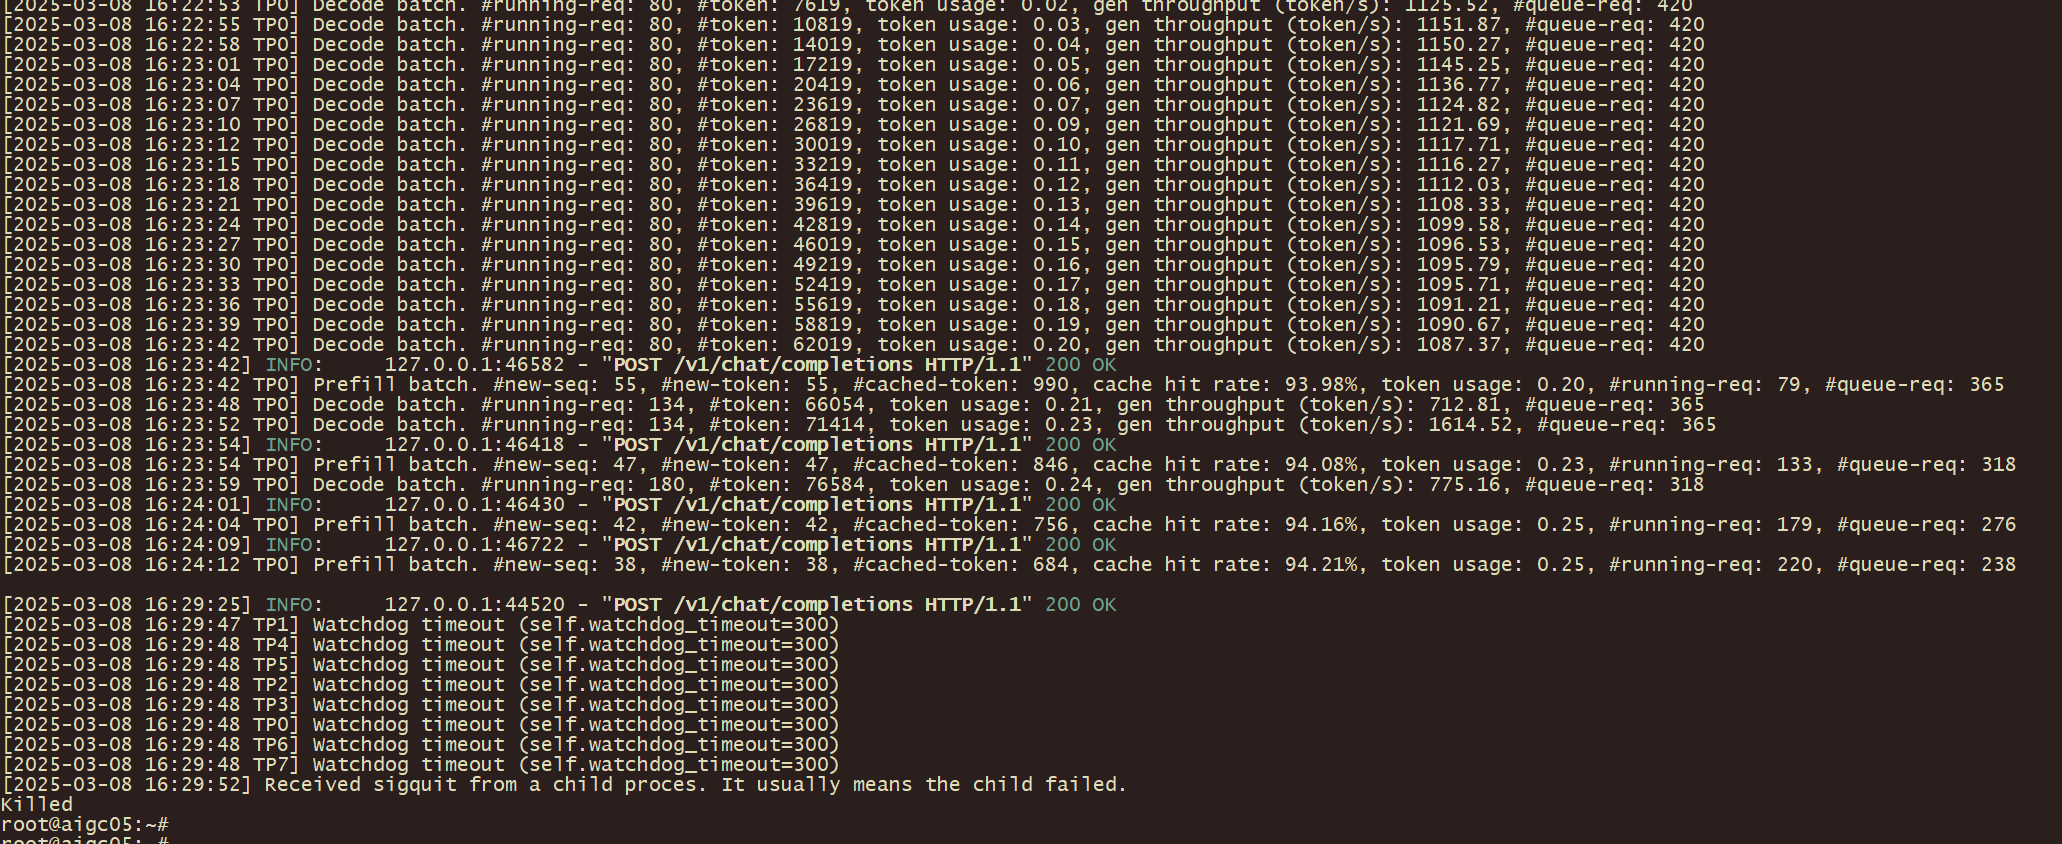 [2025-03-08 16:22:53 TP0] Decode batch. #running-req: 80, #token: 7619, token usage: 0.02, gen throughput (token/s): 1125.52, #queue-req: 420
[2025-03-08 16:22:55 TP0] Decode batch. #running-req: 80, #token: 10819, token usage: 0.03, gen throughput (token/s): 1151.87, #queue-req: 420
[2025-03-08 16:22:58 TP0] Decode batch. #running-req: 80, #token: 14019, token usage: 0.04, gen throughput (token/s): 1150.27, #queue-req: 420
[2025-03-08 16:23:01 TP0] Decode batch. #running-req: 80, #token: 17219, token usage: 0.05, gen throughput (token/s): 1145.25, #queue-req: 420
[2025-03-08 16:23:04 TP0] Decode batch. #running-req: 80, #token: 20419, token usage: 0.06, gen throughput (token/s): 1136.77, #queue-req: 420
[2025-03-08 16:23:07 TP0] Decode batch. #running-req: 80, #token: 23619, token usage: 0.07, gen throughput (token/s): 1124.82, #queue-req: 420
[2025-03-08 16:23:10 TP0] Decode batch. #running-req: 80, #token: 26819, token usage: 0.09, gen throughput (token/s): 1121.69, #queue-req: 420
[2025-03-08 16:23:12 TP0] Decode batch. #running-req: 80, #token: 30019, token usage: 0.10, gen throughput (token/s): 1117.71, #queue-req: 420
[2025-03-08 16:23:15 TP0] Decode batch. #running-req: 80, #token: 33219, token usage: 0.11, gen throughput (token/s): 1116.27, #queue-req: 420
[2025-03-08 16:23:18 TP0] Decode batch. #running-req: 80, #token: 36419, token usage: 0.12, gen throughput (token/s): 1112.03, #queue-req: 420
[2025-03-08 16:23:21 TP0] Decode batch. #running-req: 80, #token: 39619, token usage: 0.13, gen throughput (token/s): 1108.33, #queue-req: 420
[2025-03-08 16:23:24 TP0] Decode batch. #running-req: 80, #token: 42819, token usage: 0.14, gen throughput (token/s): 1099.58, #queue-req: 420
[2025-03-08 16:23:27 TP0] Decode batch. #running-req: 80, #token: 46019, token usage: 0.15, gen throughput (token/s): 1096.53, #queue-req: 420
[2025-03-08 16:23:30 TP0] Decode batch. #running-req: 80, #token: 49219, token usage: 0.16, gen throughput (token/s): 1095.79, #queue-req: 420
[2025-03-08 16:23:33 TP0] Decode batch. #running-req: 80, #token: 52419, token usage: 0.17, gen throughput (token/s): 1095.71, #queue-req: 420
[2025-03-08 16:23:36 TP0] Decode batch. #running-req: 80, #token: 55619, token usage: 0.18, gen throughput (token/s): 1091.21, #queue-req: 420
[2025-03-08 16:23:39 TP0] Decode batch. #running-req: 80, #token: 58819, token usage: 0.19, gen throughput (token/s): 1090.67, #queue-req: 420
[2025-03-08 16:23:42 TP0] Decode batch. #running-req: 80, #token: 62019, token usage: 0.20, gen throughput (token/s): 1087.37, #queue-req: 420
[2025-03-08 16:23:42] INFO:     127.0.0.1:46582 - "POST /v1/chat/completions HTTP/1.1" 200 OK
[2025-03-08 16:23:42 TP0] Prefill batch. #new-seq: 55, #new-token: 55, #cached-token: 990, cache hit rate: 93.98%, token usage: 0.20, #running-req: 79, #queue-req: 365
[2025-03-08 16:23:48 TP0] Decode batch. #running-req: 134, #token: 66054, token usage: 0.21, gen throughput (token/s): 712.81, #queue-req: 365
[2025-03-08 16:23:52 TP0] Decode batch. #running-req: 134, #token: 71414, token usage: 0.23, gen throughput (token/s): 1614.52, #queue-req: 365
[2025-03-08 16:23:54] INFO:     127.0.0.1:46418 - "POST /v1/chat/completions HTTP/1.1" 200 OK
[2025-03-08 16:23:54 TP0] Prefill batch. #new-seq: 47, #new-token: 47, #cached-token: 846, cache hit rate: 94.08%, token usage: 0.23, #running-req: 133, #queue-req: 318
[2025-03-08 16:23:59 TP0] Decode batch. #running-req: 180, #token: 76584, token usage: 0.24, gen throughput (token/s): 775.16, #queue-req: 318
[2025-03-08 16:24:01] INFO:     127.0.0.1:46430 - "POST /v1/chat/completions HTTP/1.1" 200 OK
[2025-03-08 16:24:04 TP0] Prefill batch. #new-seq: 42, #new-token: 42, #cached-token: 756, cache hit rate: 94.16%, token usage: 0.25, #running-req: 179, #queue-req: 276
[2025-03-08 16:24:09] INFO:     127.0.0.1:46722 - "POST /v1/chat/completions HTTP/1.1" 200 OK
[2025-03-08 16:24:12 TP0] Prefill batch. #new-seq: 38, #new-token: 38, #cached-token: 684, cache hit rate: 94.21%, token usage: 0.25, #running-req: 220, #queue-req: 238
[2025-03-08 16:29:25] INFO:     127.0.0.1:44520 - "POST /v1/chat/completions HTTP/1.1" 200 OK
[2025-03-08 16:29:47 TP1] Watchdog timeout (self.watchdog_timeout=300)
[2025-03-08 16:29:48 TP4] Watchdog timeout (self.watchdog_timeout=300)
[2025-03-08 16:29:48 TP5] Watchdog timeout (self.watchdog_timeout=300)
[2025-03-08 16:29:48 TP2] Watchdog timeout (self.watchdog_timeout=300)
[2025-03-08 16:29:48 TP3] Watchdog timeout (self.watchdog_timeout=300)
[2025-03-08 16:29:48 TP0] Watchdog timeout (self.watchdog_timeout=300)
[2025-03-08 16:29:48 TP6] Watchdog timeout (self.watchdog_timeout=300)
[2025-03-08 16:29:48 TP7] Watchdog timeout (self.watchdog_timeout=300)
[2025-03-08 16:29:52] Received sigquit from a child proces. It usually means the child failed.
Killed
root@aigc05:~#
root@aigc05:~#